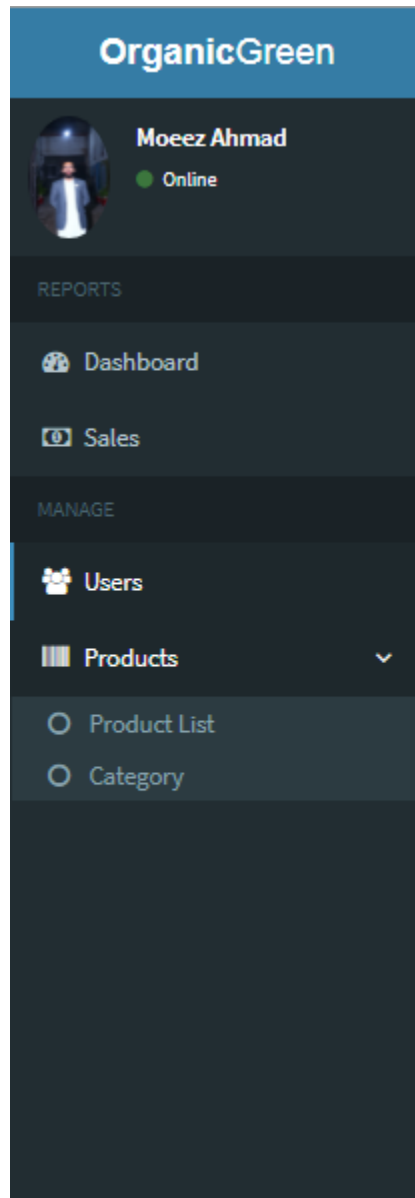 OrganicGreen
Moeez Ahmad
Online
REPORTS
Dashboard
Sales
MANAGE
Users
Products
Product List
Category